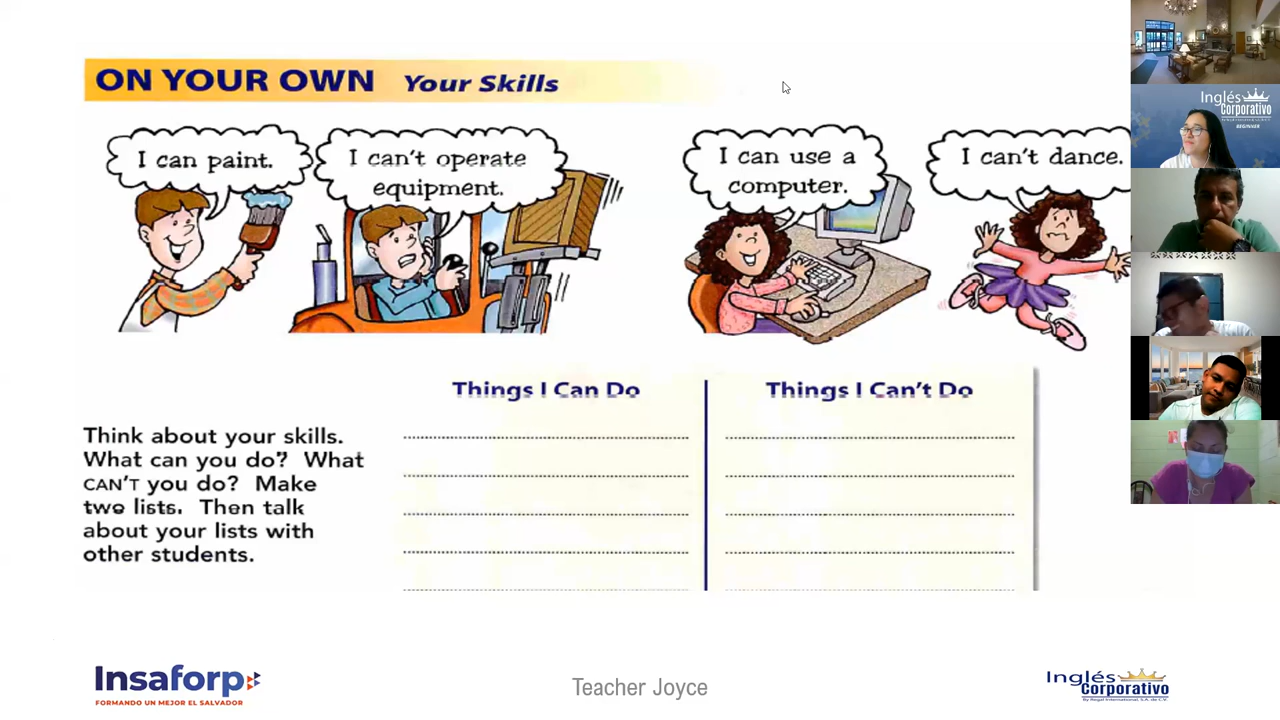 ON YOUR OWN Your Skills
I can paint.
I can't operate
equipment.
I can use a
computer.
I can't dance.
Things I Can Do
Things I Can't Do
Think about your skills.
What can you do? What
CAN'T you do? Make
two lists. Then talk
about your lists with
other students.
Inglés
Corporativo
BEGINNER
Insaforp
FORMANDO UN MEJOR EL SALVADOR
Teacher Joyce
Inglés
Corporativo
By Regal International, S.A. de C.V.